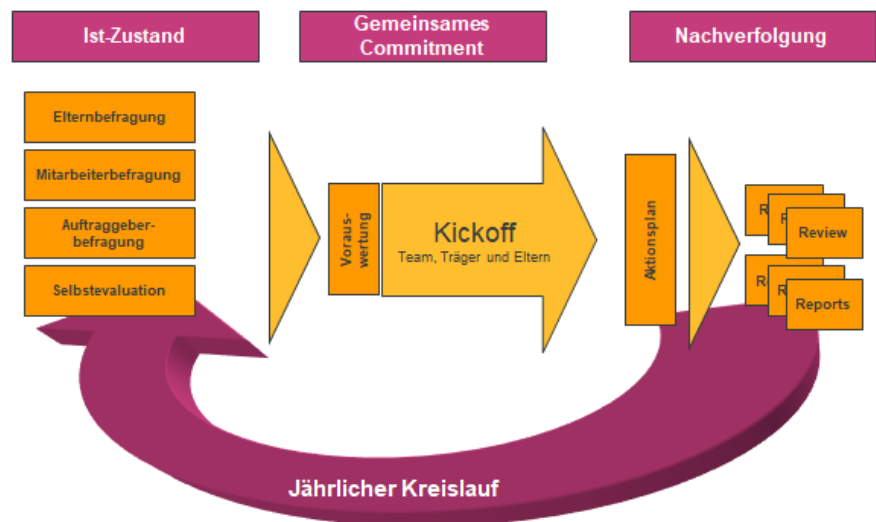 Ist-Zustand
Gemeinsames
Commitment
Nachverfolgung
Elternbefragung
Mitarbeiterbefragung
Auftraggeber-
befragung
Selbstevaluation
Voraus-
wertung
Kickoff
Team, Träger und Eltern
Aktionsplan
Review
Reports
Jährlicher Kreislauf